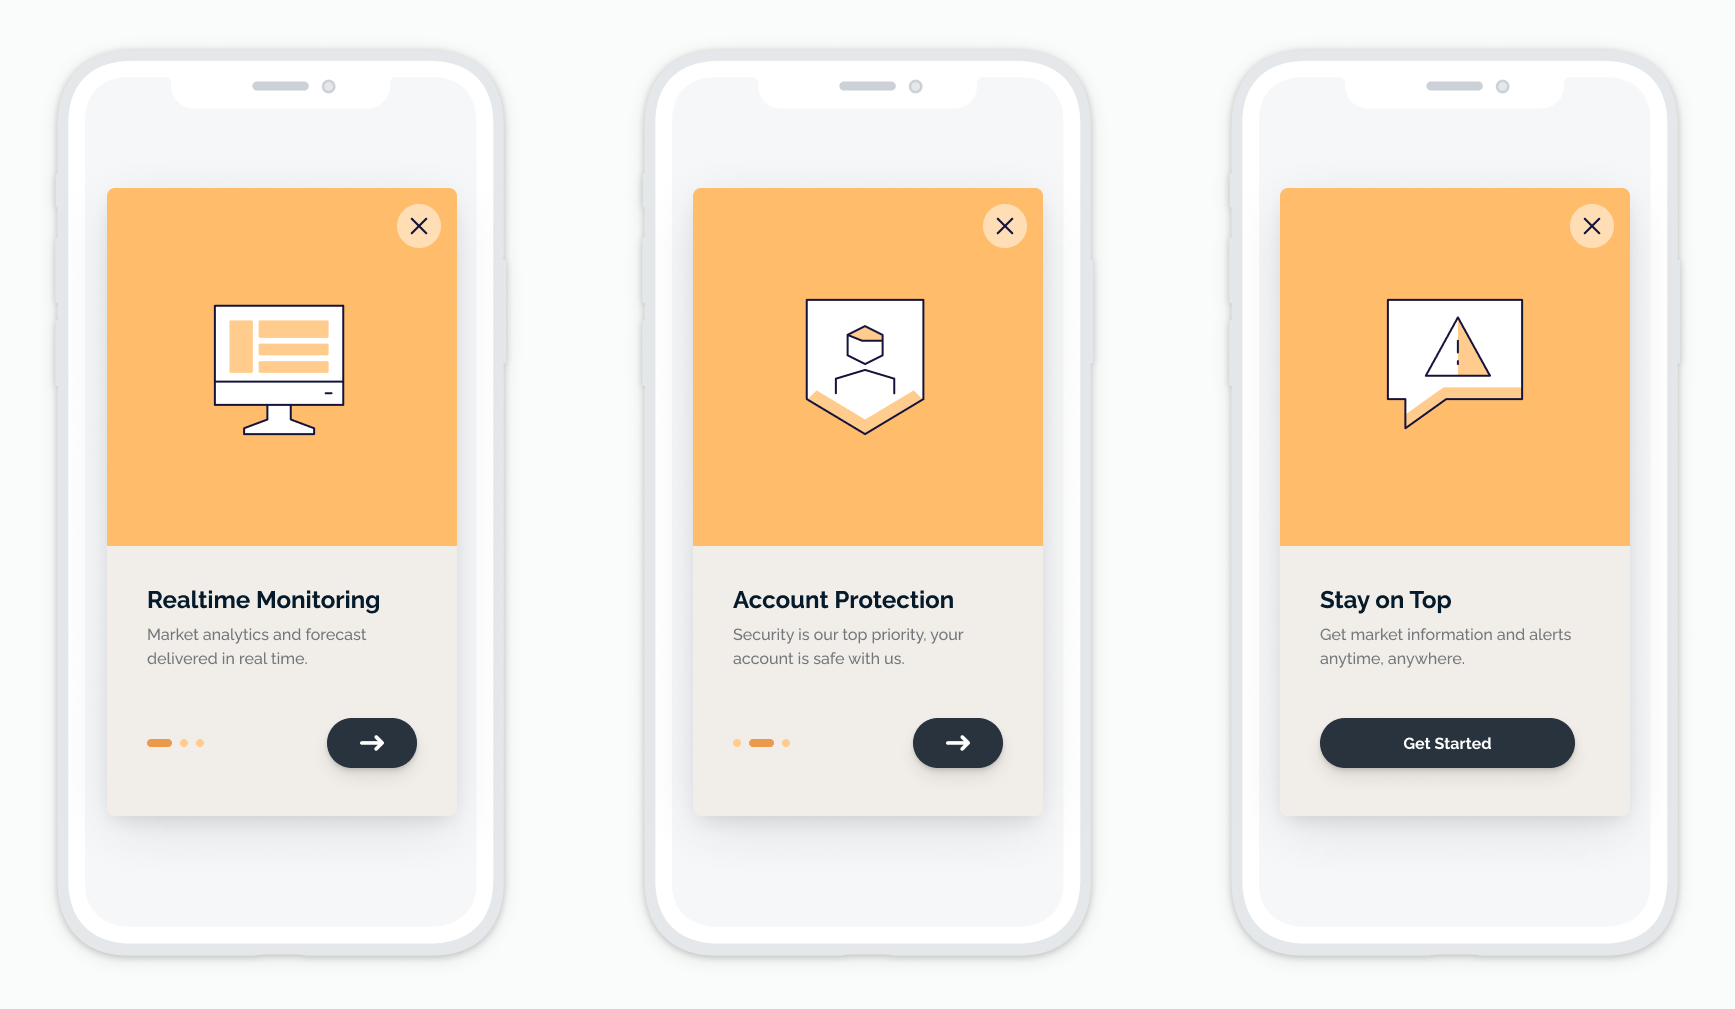 Realtime Monitoring
Market analytics and forecast
delivered in real time.
Account Protection
Security is our top priority, your
account is safe with us.
Stay on Top
Get market information and alerts
anytime, anywhere.
Get Started